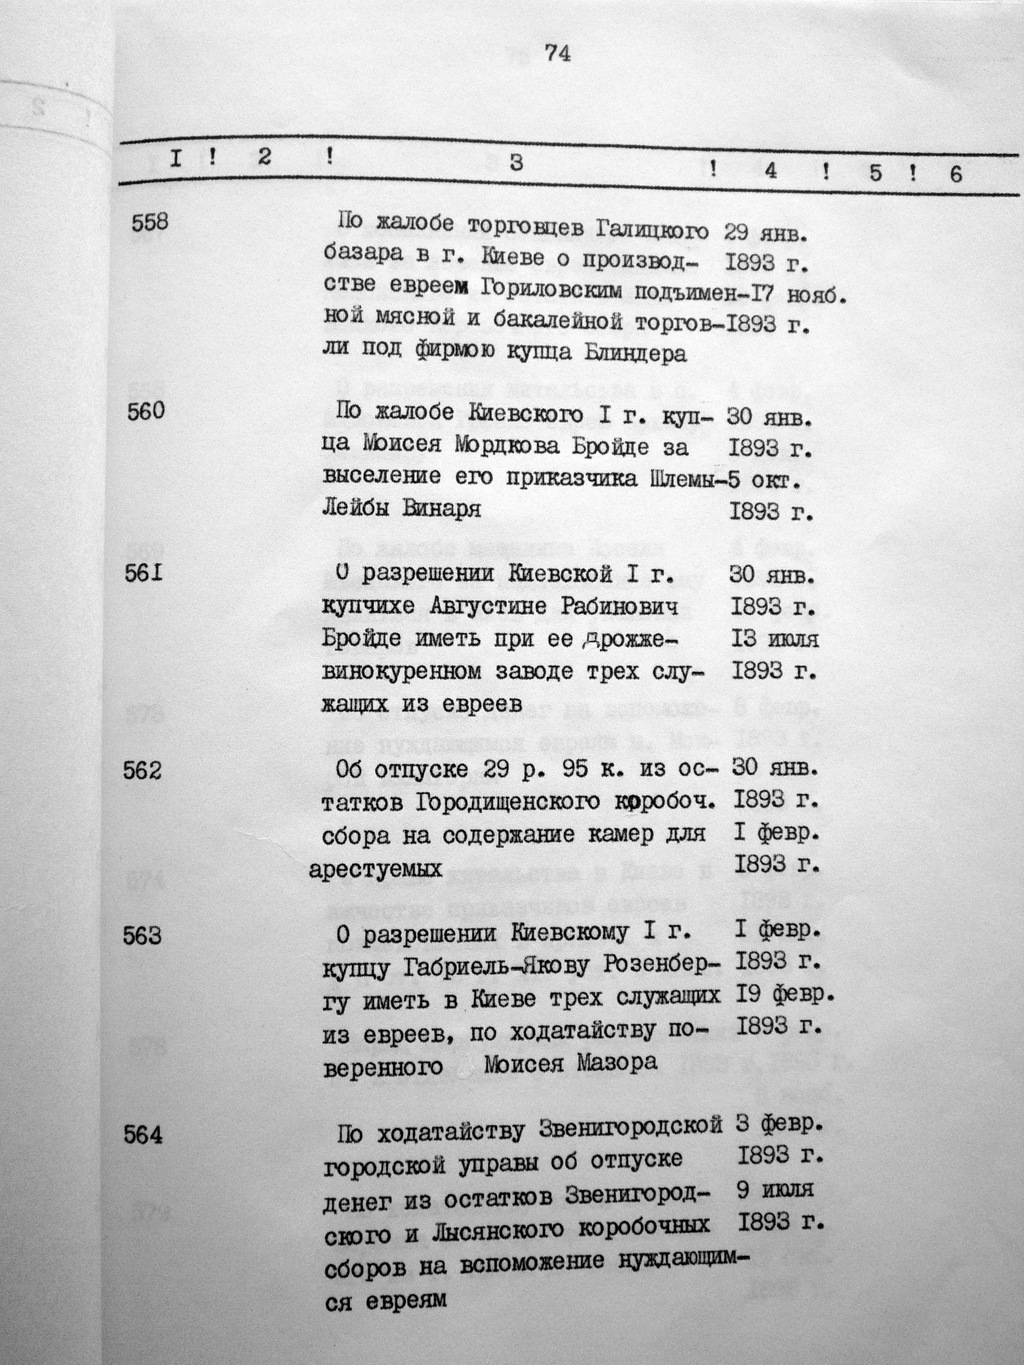 74
I ! 2 ! 3 ! 4 ! 5 ! 6
558 По жалобе торговцев Галицкого 29 янв.
базара в г. Киеве о производ- 1893 г.
стве евреем Гориловским подъимен-17 нояб.
ной мясной и бакалейной торгов-1893 г.
ли под фирмою купца Блиндера
560 По жалобе Киевского I г. куп- 30 янв.
ца Моисея Мордкова Бройде за 1893 г.
выселение его приказчика Шлемы-5 окт.
Лейбы Винаря 1893 г.
561 О разрешении Киевской I г. 30 янв.
купчихе Августине Рабинович 1893 г.
Бройде иметь при ее дрожже- 13 июля
винокуренном заводе трех слу- 1893 г.
жащих из евреев
562 Об отпуске 29 р. 95 к. из ос- 30 янв.
татков Городищенского коробоч. 1893 г.
сбора на содержание камер для I февр.
арестуемых 1893 г.
563 О разрешении Киевскому I г. I февр.
купцу Габриель-Якову Розенбер- 1893 г.
гу иметь в Киеве трех служащих 19 февр.
из евреев, по ходатайству по- 1893 г.
веренного Моисея Мазора
564 По ходатайству Звенигородской 3 февр.
городской управы об отпуске 1893 г.
денег из остатков Звенигород- 9 июля
ского и Лысянского коробочных 1893 г.
сборов на вспоможение нуждающим-
ся евреям